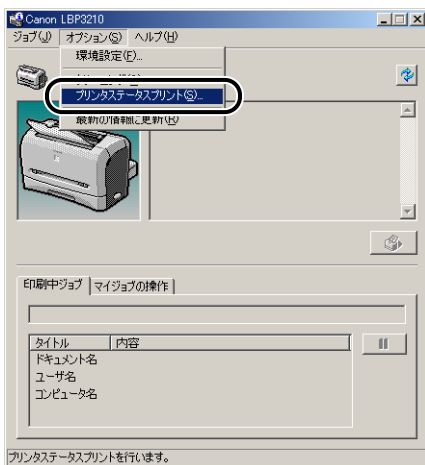 Canon LBP3210
ジョブ(J) オプション(S) ヘルプ(H)
環境設定(F)...
プリンタステータスプリント(S)...
最新の情報に更新(R)
印刷中ジョブ マイジョブの操作
タイトル 内容
ドキュメント名
ユーザ名
コンピュータ名
プリンタステータスプリントを行います。